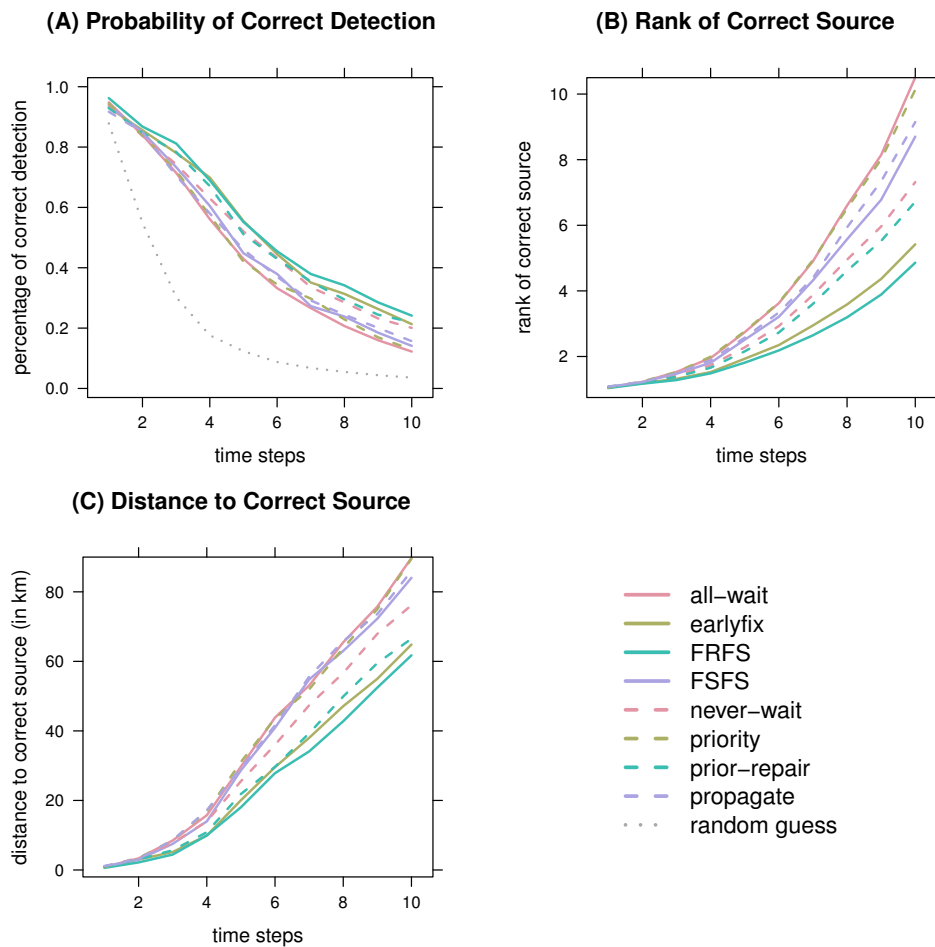 (A) Probability of Correct Detection
percentage of correct detection
1.0
0.8
0.6
0.4
0.2
0.0
2 4 6 8 10
time steps
(B) Rank of Correct Source
rank of correct source
10
8
6
4
2
2 4 6 8 10
time steps
(C) Distance to Correct Source
distance to correct source (in km)
80
60
40
20
0
2 4 6 8 10
time steps
all−wait
earlyfix
FRFS
FSFS
never−wait
priority
prior−repair
propagate
random guess